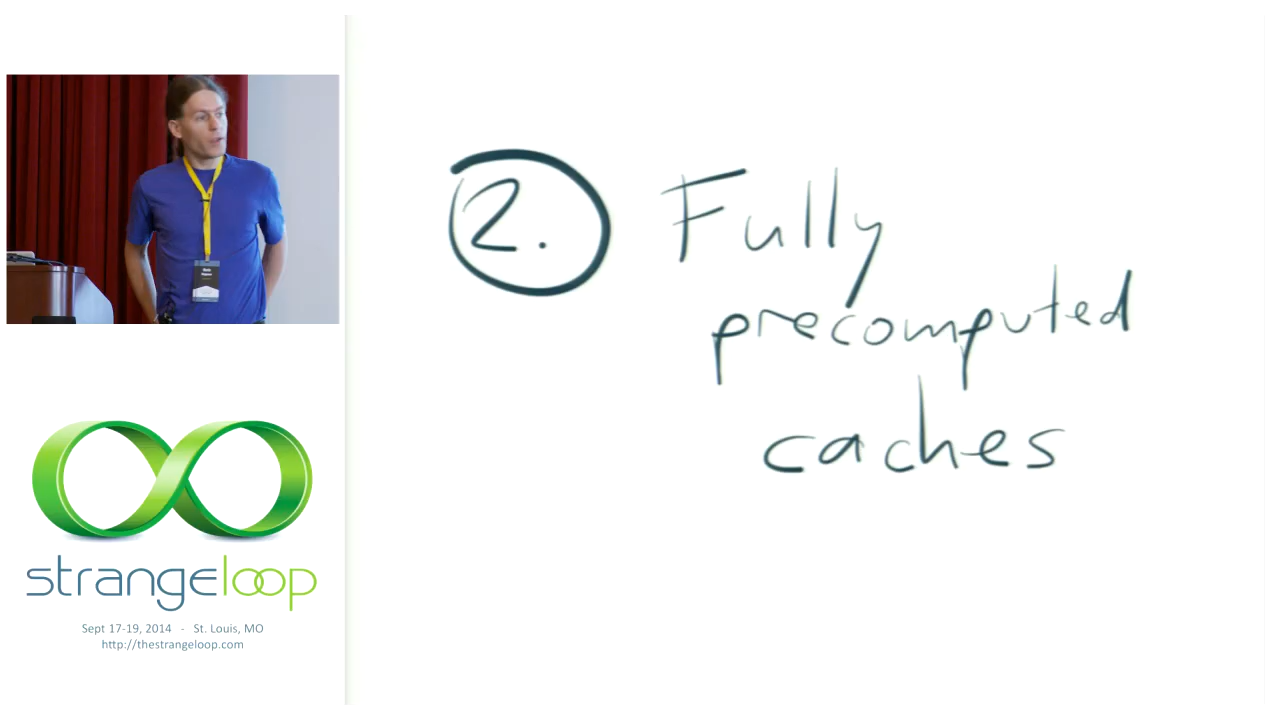 2. Fully
precomputed
caches
strangeloop
Sept 17-19, 2014 - St. Louis, MO
http://thestrangeloop.com